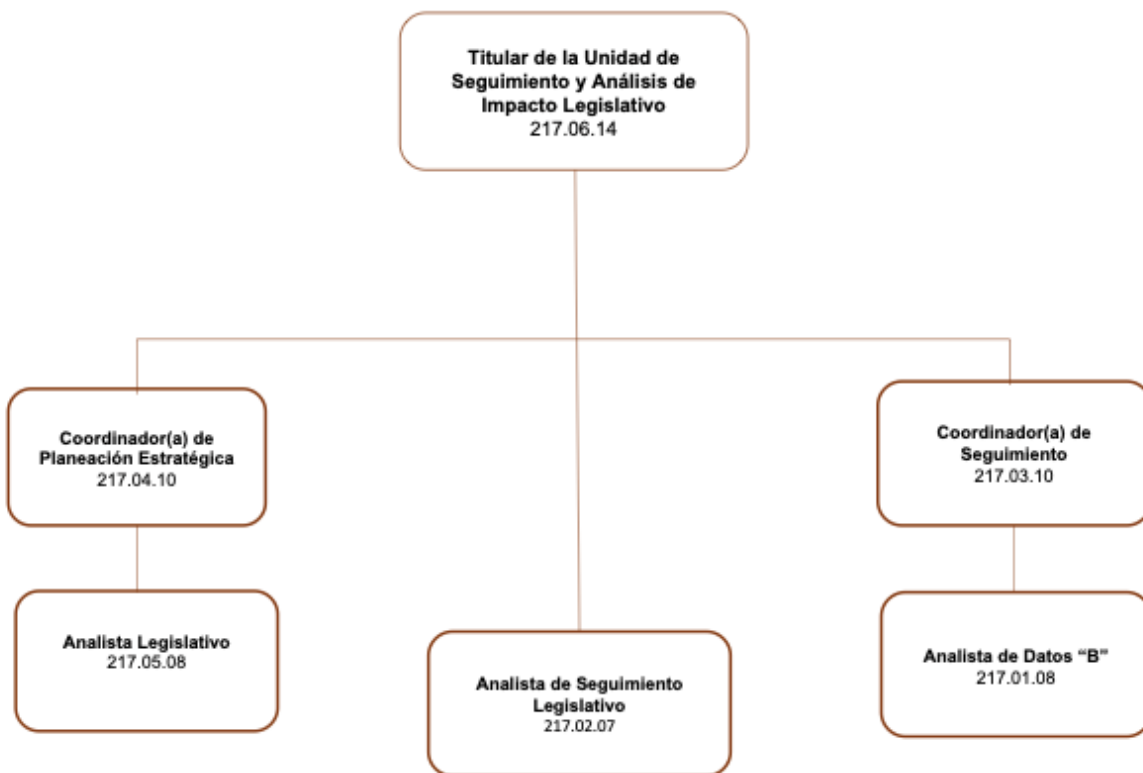 Titular de la Unidad de
Seguimiento y Análisis de
Impacto Legislativo
217.06.14
Coordinador(a) de
Planeación Estratégica
217.04.10
Coordinador(a) de
Seguimiento
217.03.10
Analista Legislativo
217.05.08
Analista de Seguimiento
Legislativo
217.02.07
Analista de Datos “B”
217.01.08